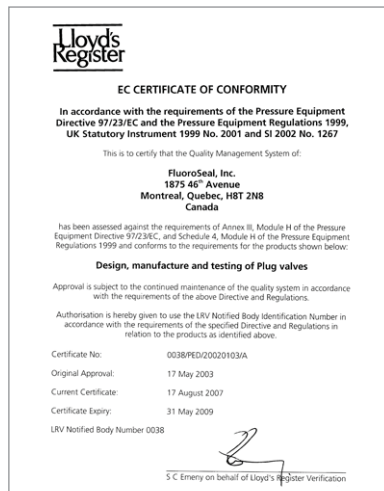 Lloyd's
Register
EC CERTIFICATE OF CONFORMITY
In accordance with the requirements of the Pressure Equipment
Directive 97/23/EC and the Pressure Equipment Regulations 1999,
UK Statutory Instrument 1999 No. 2001 and SI 2002 No. 1267
This is to certify that the Quality Management System of:
FluoroSeal, Inc.
1875 46th Avenue
Montreal, Quebec, H8T 2N8
Canada
has been assessed against the requirements of Annex III, Module H of the Pressure
Equipment Directive 97/23/EC, and Schedule 4, Module H of the Pressure Equipment
Regulations 1999 and conforms to the requirements for the products shown below:
Design, manufacture and testing of Plug valves
Approval is subject to the continued maintenance of the quality system in accordance
with the requirements of the above Directive and Regulations.
Authorisation is hereby given to use the LRV Notified Body Identification Number in
accordance with the requirements of the specified Directive and Regulations in
relation to the products as identified above.
Certificate No: 0038/PED/20020103/A
Original Approval: 17 May 2003
Current Certificate: 17 August 2007
Certificate Expiry: 31 May 2009
LRV Notified Body Number 0038
S C Emeny on behalf of Lloyd's Register Verification